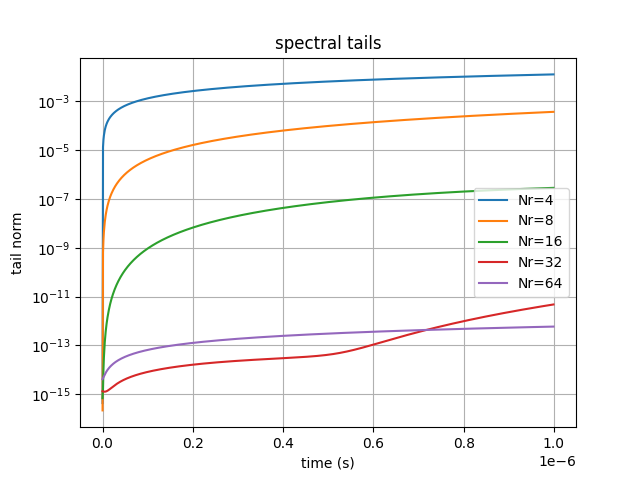 spectral tails
tail norm
10⁻³
10⁻⁵
10⁻⁷
10⁻⁹
10⁻¹¹
10⁻¹³
10⁻¹⁵
Nr=4
Nr=8
Nr=16
Nr=32
Nr=64
0.0 0.2 0.4 0.6 0.8 1.0
time (s)
1e−6